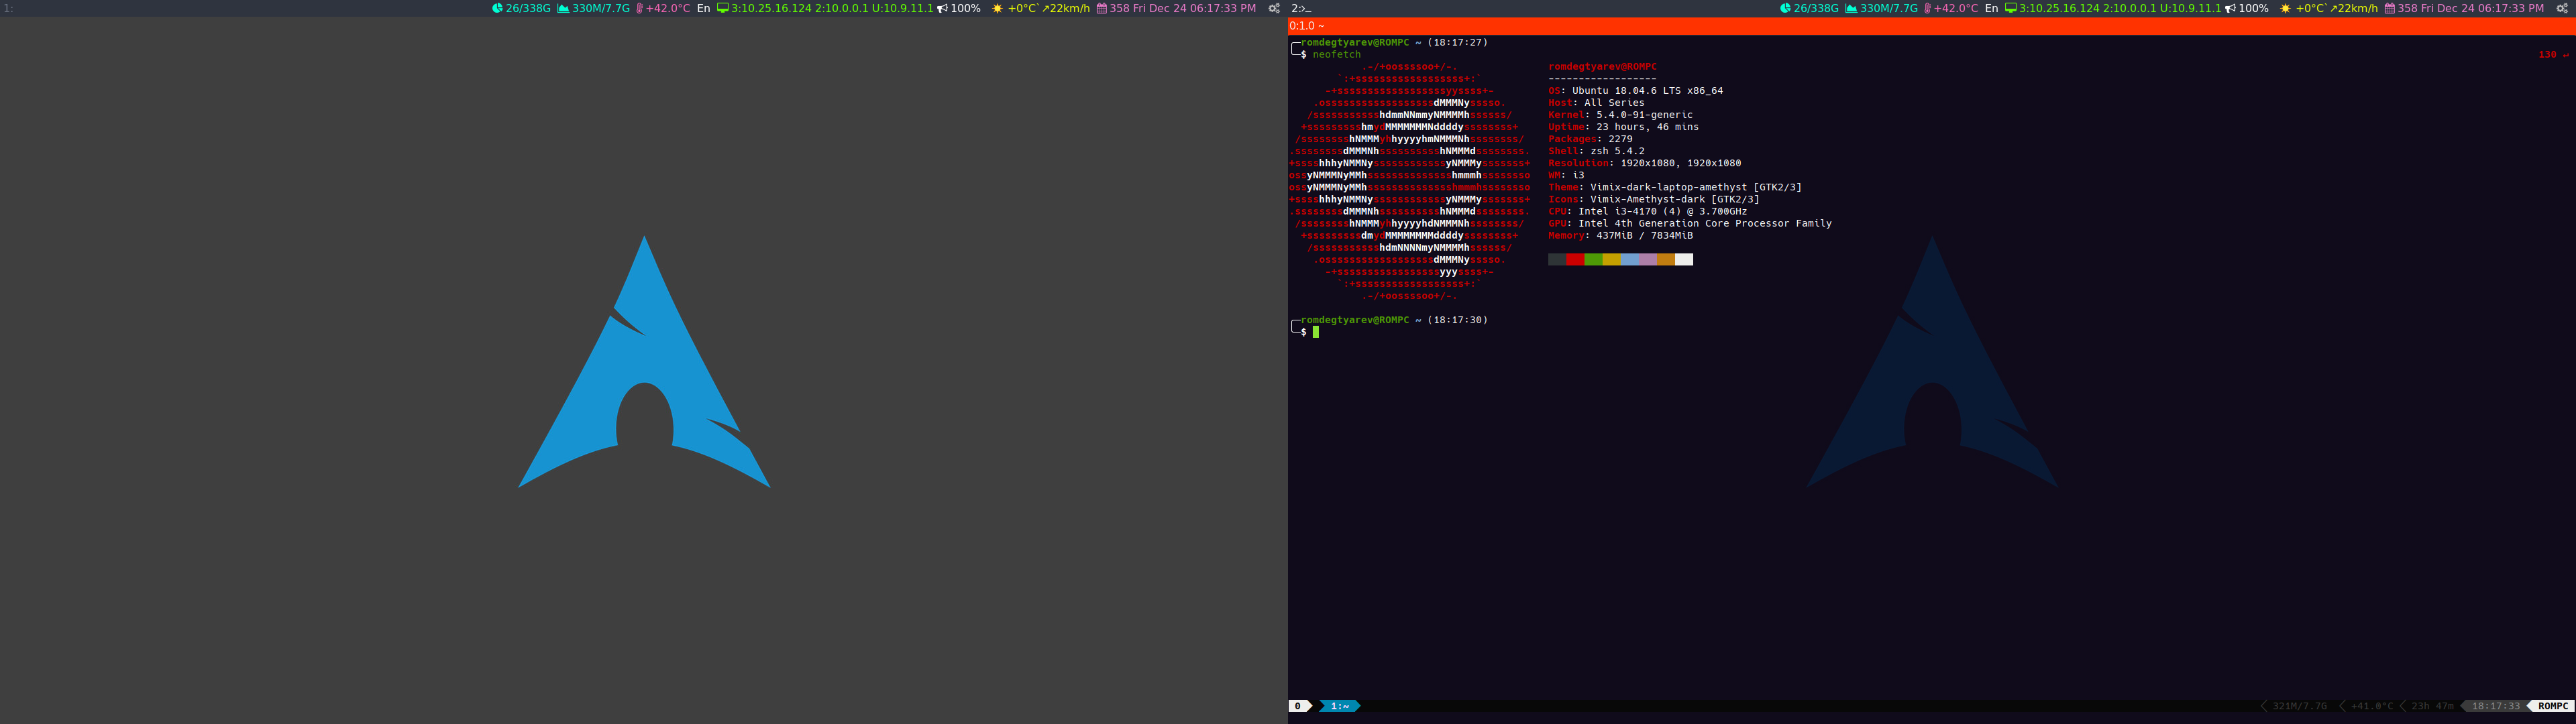 1:
26/338G 330M/7.7G +42.0°C En 3:10.25.16.124 2:10.0.0.1 U:10.9.11.1 100% +0°C`↗22km/h 358 Fri Dec 24 06:17:33 PM
2:>_
26/338G 330M/7.7G +42.0°C En 3:10.25.16.124 2:10.0.0.1 U:10.9.11.1 100% +0°C`↗22km/h 358 Fri Dec 24 06:17:33 PM
0:1.0 ~
romdegtyarev@ROMPC ~ (18:17:27)
$ neofetch 130 ↵
.-/+oossssoo+/-. romdegtyarev@ROMPC
`:+ssssssssssssssssss+:` ------------------
-+ssssssssssssssssssyyssss+- OS: Ubuntu 18.04.6 LTS x86_64
.ossssssssssssssssssdMMMNysssso. Host: All Series
/ssssssssssshdmmNNmmyNMMMMhssssss/ Kernel: 5.4.0-91-generic
+ssssssssshmydMMMMMMMNddddyssssssss+ Uptime: 23 hours, 46 mins
/sssssssshNMMMyhhyyyyhmNMMMNhssssssss/ Packages: 2279
.ssssssssdMMMNhsssssssssshNMMMdssssssss. Shell: zsh 5.4.2
+sssshhhyNMMNyssssssssssssyNMMMysssssss+ Resolution: 1920x1080, 1920x1080
ossyNMMMNyMMhsssssssssssssshmmmhssssssso WM: i3
ossyNMMMNyMMhsssssssssssssshmmmhssssssso Theme: Vimix-dark-laptop-amethyst [GTK2/3]
+sssshhhyNMMNyssssssssssssyNMMMysssssss+ Icons: Vimix-Amethyst-dark [GTK2/3]
.ssssssssdMMMNhsssssssssshNMMMdssssssss. CPU: Intel i3-4170 (4) @ 3.700GHz
/sssssssshNMMMyhhyyyyhdNMMMNhssssssss/ GPU: Intel 4th Generation Core Processor Family
+sssssssssdmydMMMMMMMMddddyssssssss+ Memory: 437MiB / 7834MiB
/ssssssssssshdmNNNNmyNMMMMhssssss/
.ossssssssssssssssssdMMMNysssso.
-+sssssssssssssssssyyyssss+-
`:+ssssssssssssssssss+:`
.-/+oossssoo+/-.
romdegtyarev@ROMPC ~ (18:17:30)
$
0 1:~ 321M/7.7G +41.0°C 23h 47m 18:17:33 ROMPC